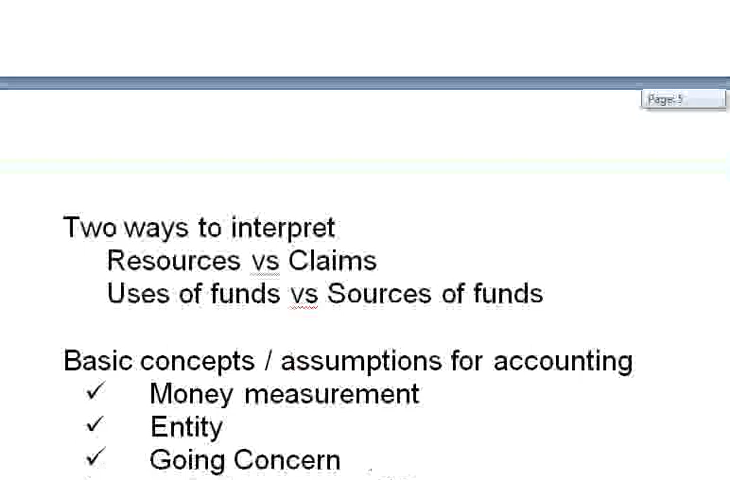 Page: 5
Two ways to interpret
Resources vs Claims
Uses of funds vs Sources of funds
Basic concepts / assumptions for accounting
✓ Money measurement
✓ Entity
✓ Going Concern